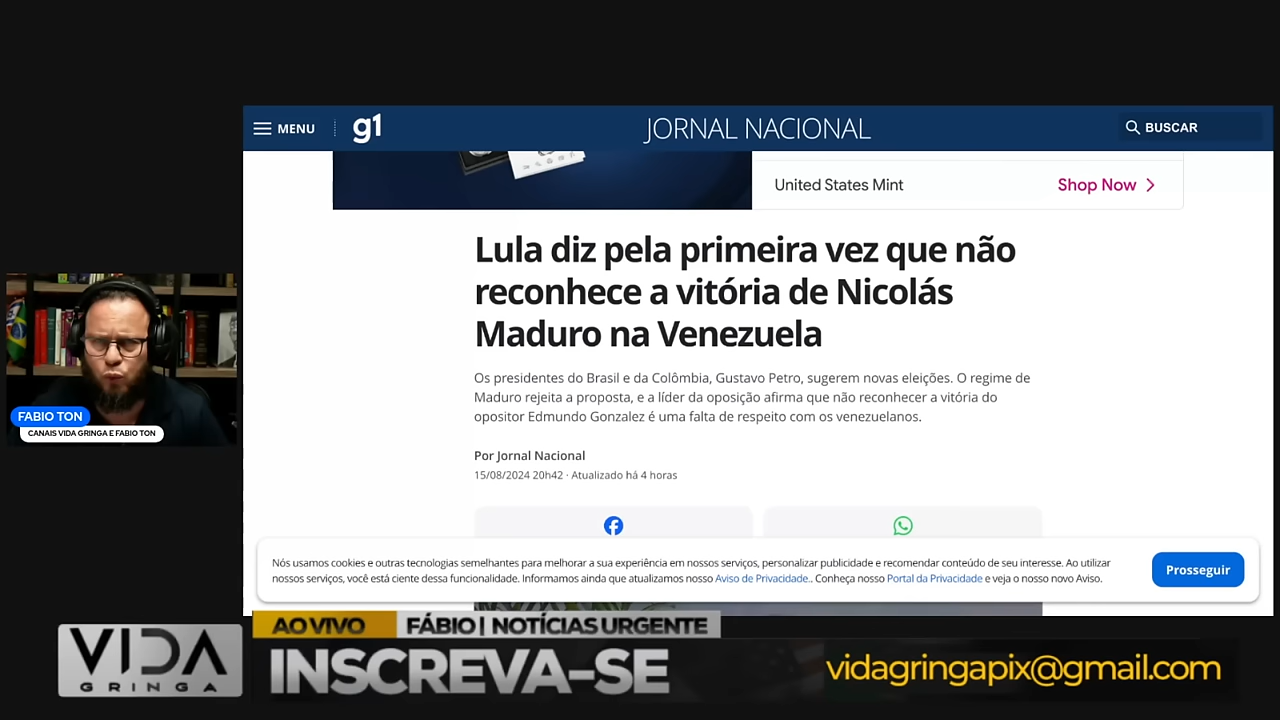 MENU
g1
JORNAL NACIONAL
BUSCAR
United States Mint
Shop Now
Lula diz pela primeira vez que não
reconhece a vitória de Nicolás
Maduro na Venezuela
Os presidentes do Brasil e da Colômbia, Gustavo Petro, sugerem novas eleições. O regime de
Maduro rejeita a proposta, e a líder da oposição afirma que não reconhecer a vitória do
opositor Edmundo Gonzalez é uma falta de respeito com os venezuelanos.
Por Jornal Nacional
15/08/2024 20h42 · Atualizado há 4 horas
Nós usamos cookies e outras tecnologias semelhantes para melhorar a sua experiência em nossos serviços, personalizar publicidade e recomendar conteúdo de seu interesse. Ao utilizar
nossos serviços, você está ciente dessa funcionalidade. Informamos ainda que atualizamos nosso Aviso de Privacidade.. Conheça nosso Portal da Privacidade e veja o nosso novo Aviso.
Prosseguir
FABIO TON
CANAIS VIDA GRINGA E FABIO TON
AO VIVO
FÁBIO | NOTÍCIAS URGENTE
VIDA
GRINGA
INSCREVA-SE
vidagringapix@gmail.com